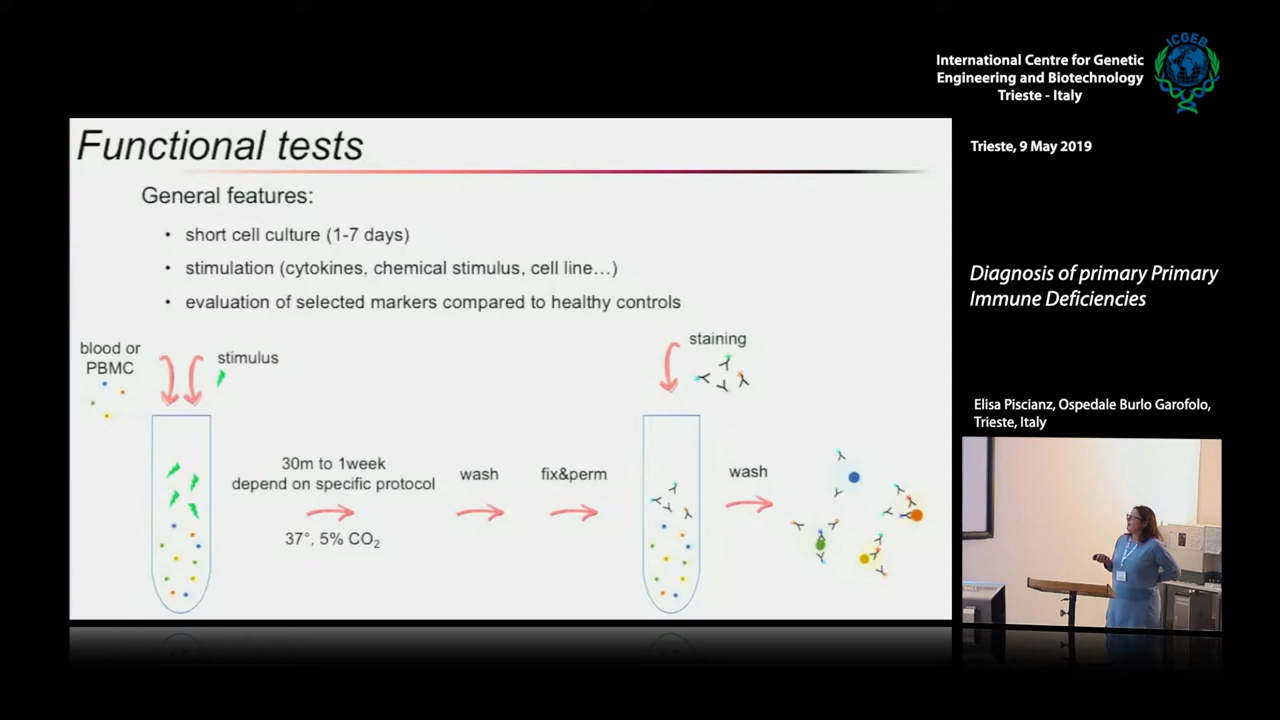 ICGEB
International Centre for Genetic
Engineering and Biotechnology
Trieste - Italy
Trieste, 9 May 2019
Diagnosis of primary Primary
Immune Deficiencies
Elisa Piscianz, Ospedale Burlo Garofolo,
Trieste, Italy
Functional tests
General features:
• short cell culture (1-7 days)
• stimulation (cytokines, chemical stimulus, cell line...)
• evaluation of selected markers compared to healthy controls
blood or
PBMC
stimulus
30m to 1week
depend on specific protocol
37°, 5% CO₂
wash
fix&perm
staining
wash